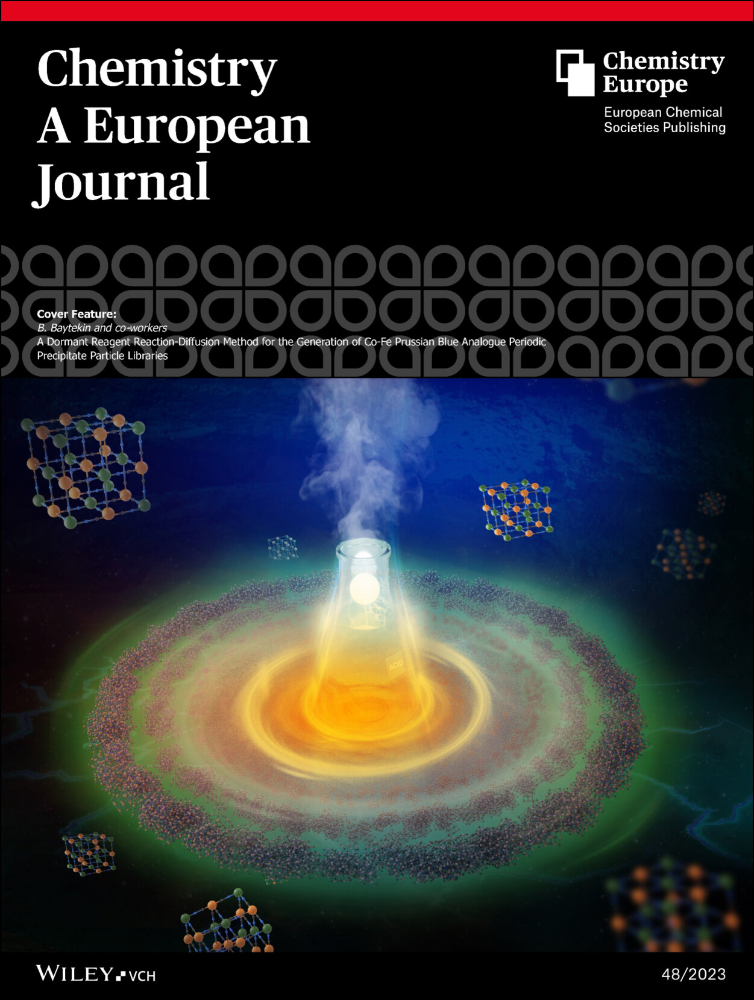 Chemistry
A European
Journal
Chemistry
Europe
European Chemical
Societies Publishing
Cover Feature:
B. Baytekin and co-workers
A Dormant Reagent Reaction-Diffusion Method for the Generation of Co-Fe Prussian Blue Analogue Periodic
Precipitate Particle Libraries
ACID
WILEY VCH
48/2023